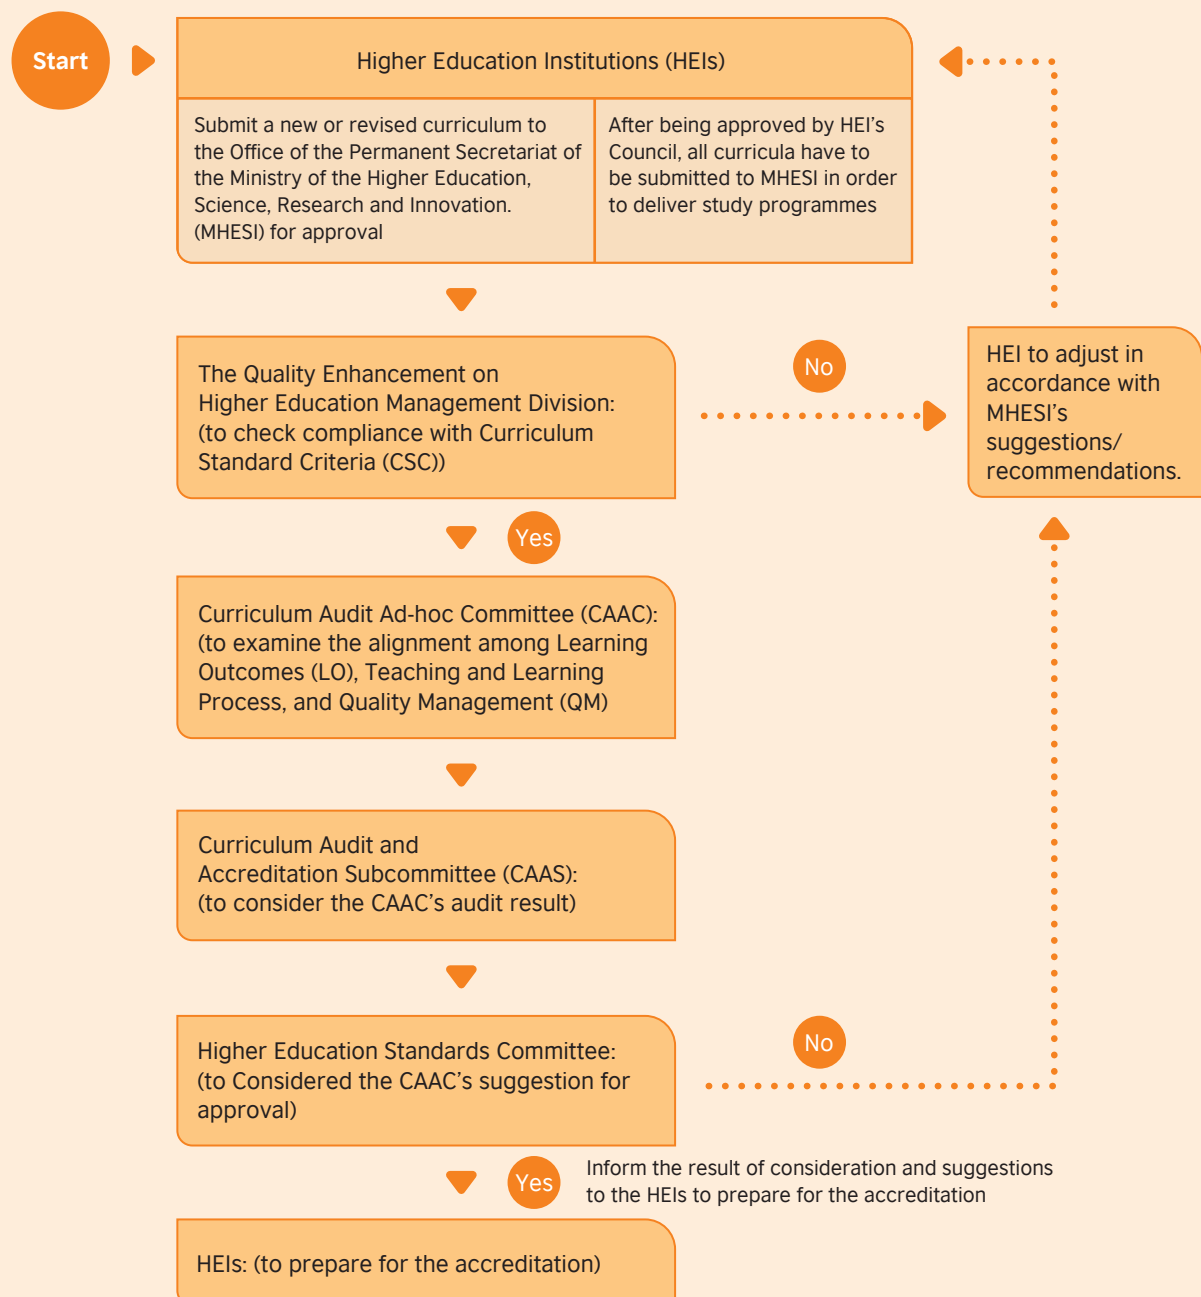 Start
Higher Education Institutions (HEIs)
Submit a new or revised curriculum to
the Office of the Permanent Secretariat of
the Ministry of the Higher Education,
Science, Research and Innovation.
(MHESI) for approval
After being approved by HEI’s
Council, all curricula have to
be submitted to MHESI in order
to deliver study programmes
The Quality Enhancement on
Higher Education Management Division:
(to check compliance with Curriculum
Standard Criteria (CSC))
No
HEI to adjust in
accordance with
MHESI’s
suggestions/
recommendations.
Yes
Curriculum Audit Ad-hoc Committee (CAAC):
(to examine the alignment among Learning
Outcomes (LO), Teaching and Learning
Process, and Quality Management (QM)
Curriculum Audit and
Accreditation Subcommittee (CAAS):
(to consider the CAAC’s audit result)
Higher Education Standards Committee:
(to Considered the CAAC’s suggestion for
approval)
No
Yes
Inform the result of consideration and suggestions
to the HEIs to prepare for the accreditation
HEIs: (to prepare for the accreditation)